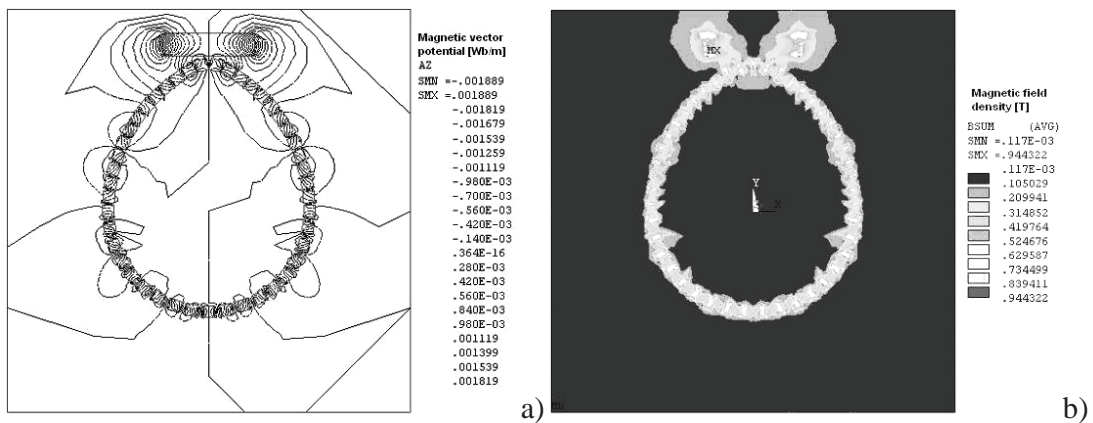 Magnetic vector
potential [Wb/m]
AZ
SMN =-.001889
SMX =.001889
-.001819
-.001679
-.001539
-.001259
-.001119
-.980E-03
-.700E-03
-.560E-03
-.420E-03
-.140E-03
.364E-16
.280E-03
.420E-03
.560E-03
.840E-03
.980E-03
.001119
.001399
.001539
.001819
a)
MX
Y
X
Magnetic field
density [T]
BSUM (AVG)
SMN =.117E-03
SMX =.944322
.117E-03
.105029
.209941
.314852
.419764
.524676
.629587
.734499
.839411
.944322
b)